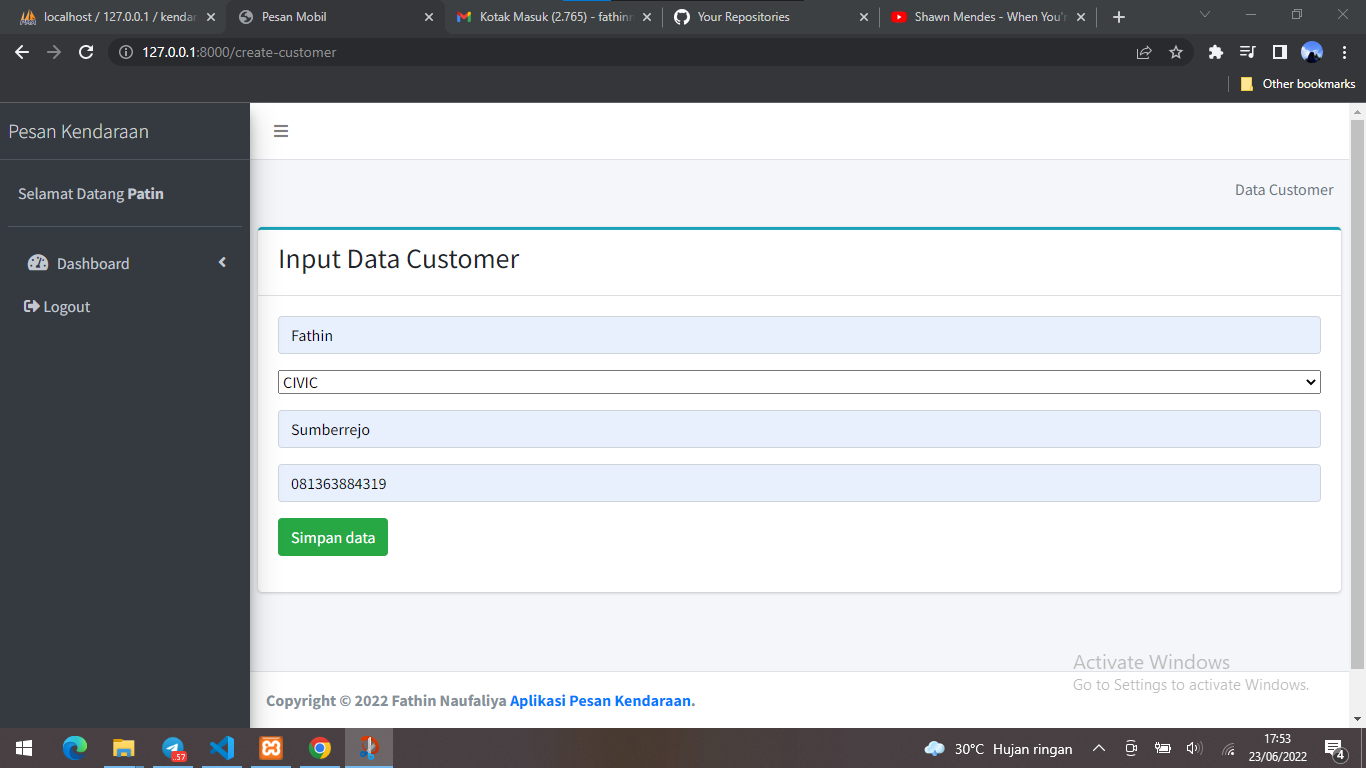 localhost / 127.0.0.1 / kendar
Pesan Mobil
Kotak Masuk (2.765) - fathinn
Your Repositories
Shawn Mendes - When You'r
127.0.0.1:8000/create-customer
Other bookmarks
Pesan Kendaraan
Selamat Datang Patin
Data Customer
Dashboard
Logout
Input Data Customer
Fathin
CIVIC
Sumberrejo
081363884319
Simpan data
Activate Windows
Go to Settings to activate Windows.
Copyright © 2022 Fathin Naufaliya Aplikasi Pesan Kendaraan.
.57
30°C Hujan ringan
17:53
23/06/2022
4